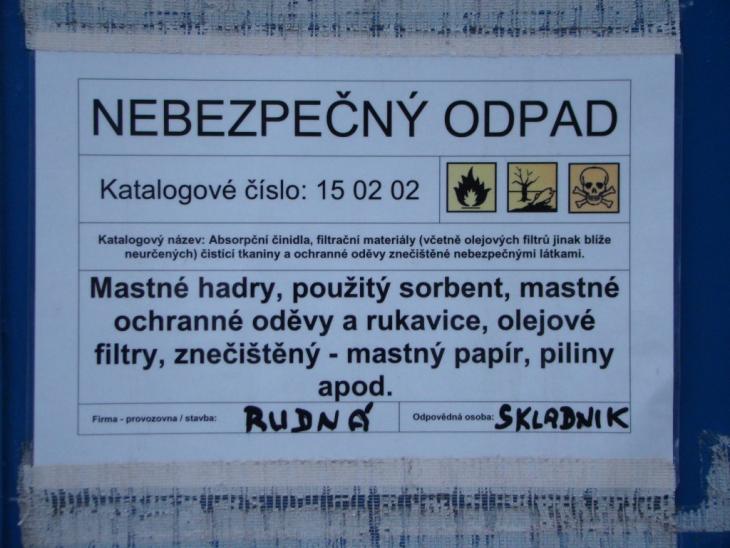 NEBEZPEČNÝ ODPAD
Katalogové číslo: 15 02 02
Katalogový název: Absorpční činidla, filtrační materiály (včetně olejových filtrů jinak blíže
neurčených) čistící tkaniny a ochranné oděvy znečištěné nebezpečnými látkami.
Mastné hadry, použitý sorbent, mastné
ochranné oděvy a rukavice, olejové
filtry, znečištěný - mastný papír, piliny
apod.
Firma - provozovna / stavba: RUDNÁ Odpovědná osoba: SKLADNIK